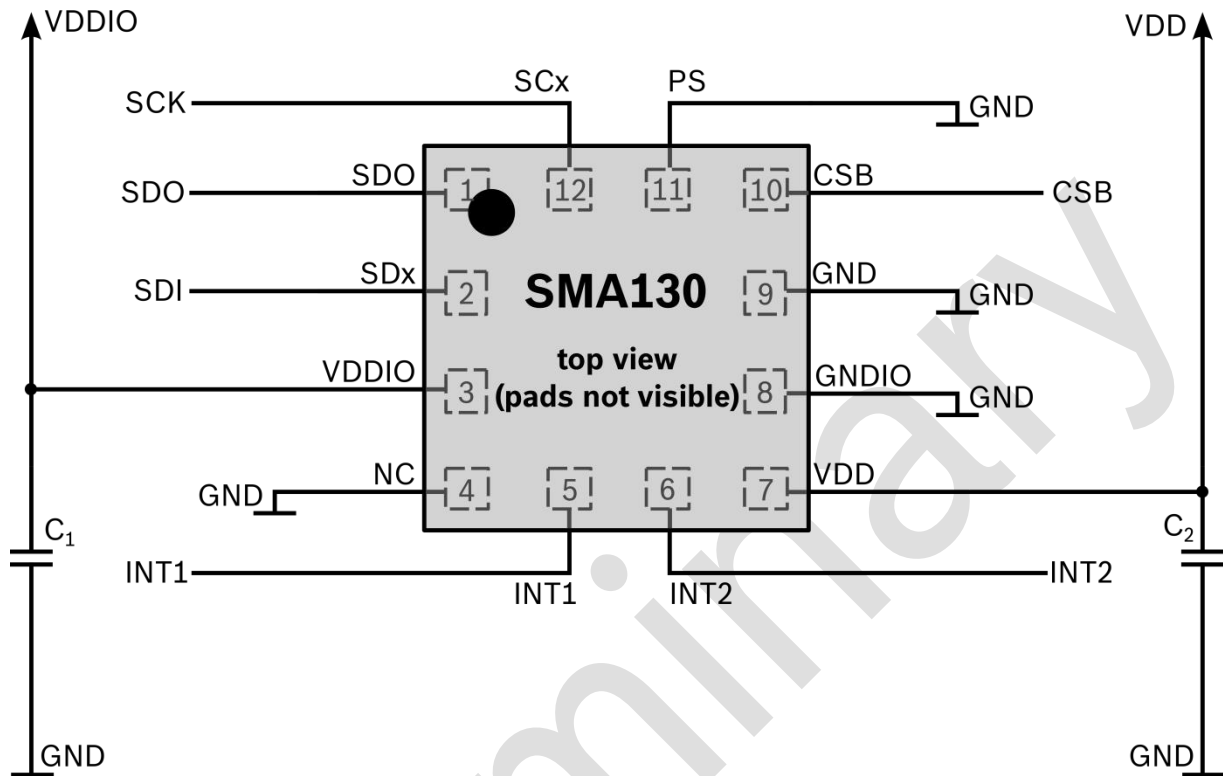 VDDIO
VDD
SCx
PS
SCK
GND
SDO
SDO
1
12
11
10
CSB
CSB
SDI
SDx
2
SMA130
9
GND
GND
top view
(pads not visible)
VDDIO
3
8
GNDIO
GND
NC
4
5
6
7
VDD
GND
C1
C2
INT1
INT1
INT2
INT2
GND
GND
minary